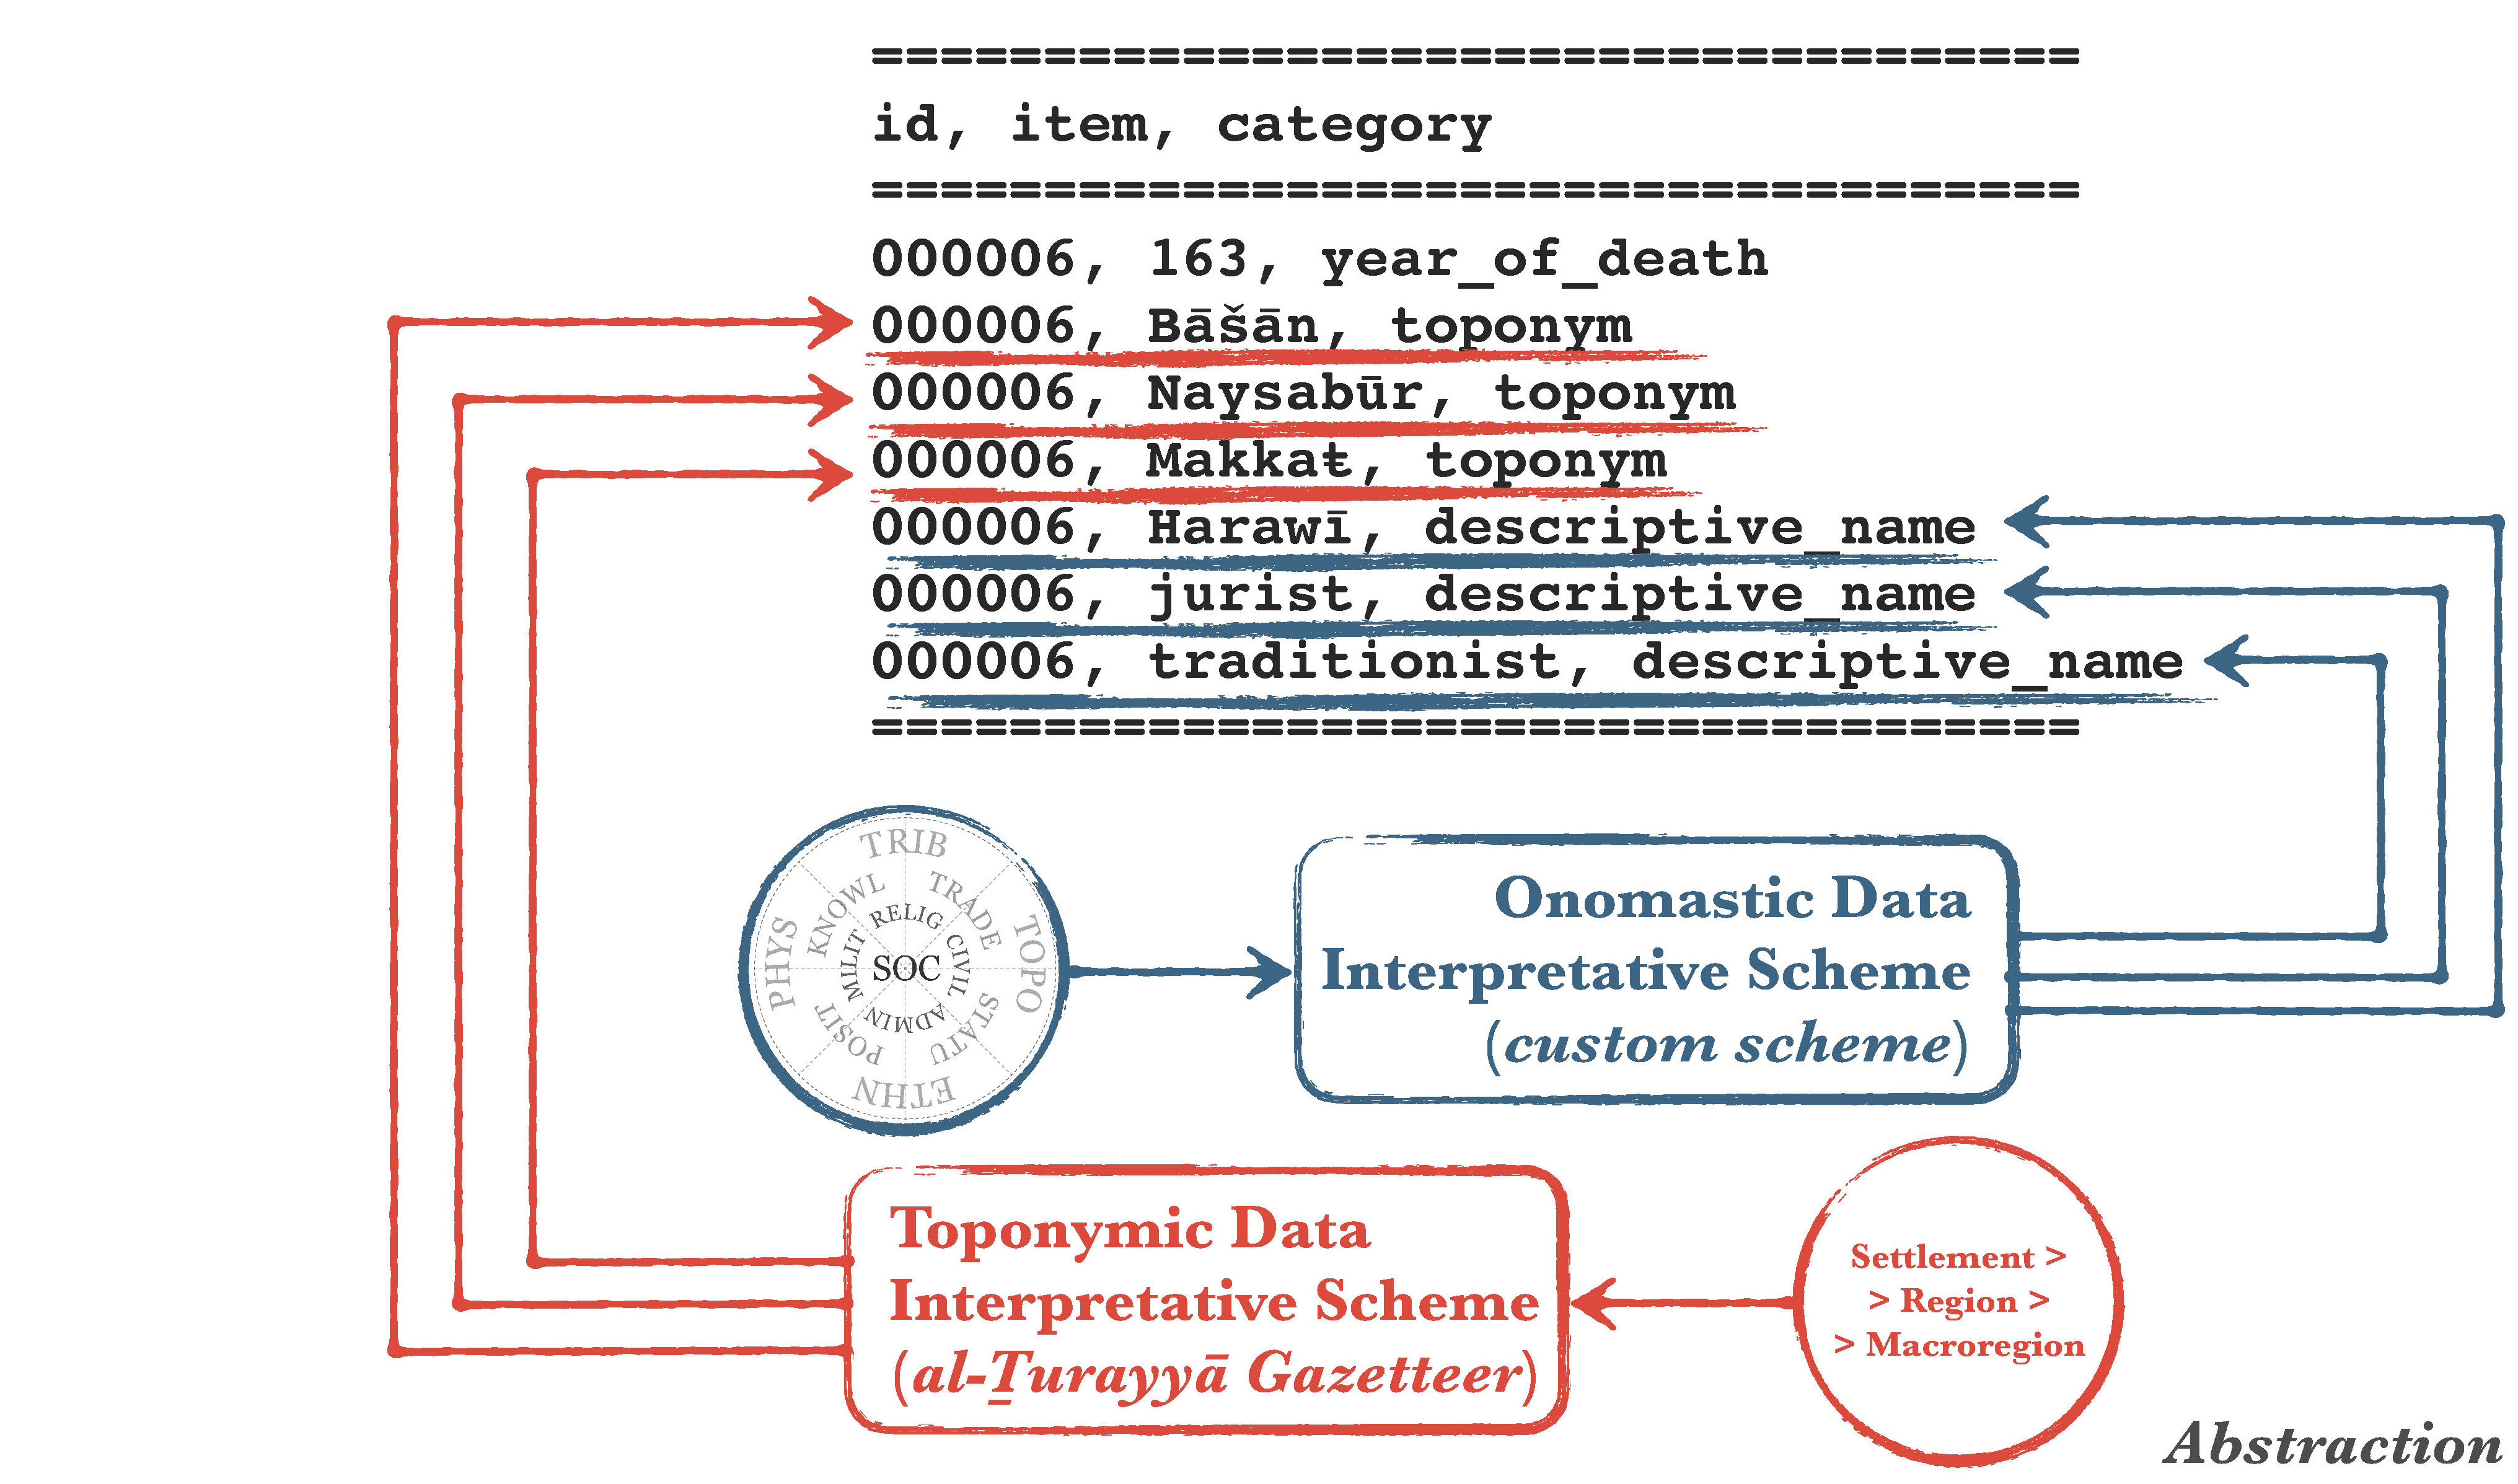 ===================================
id, item, category
===================================
000006, 163, year_of_death
000006, Bāšān, toponym
000006, Naysabūr, toponym
000006, Makkaŧ, toponym
000006, Harawī, descriptive_name
000006, jurist, descriptive_name
000006, traditionist, descriptive_name
===================================
TRIB
KNOWL TRADE
RELIG
PHYS MILIT SOC CIVIL TOPO
ADMIN
POSIT STATU
ETHN
Onomastic Data
Interpretative Scheme
(custom scheme)
Toponymic Data
Interpretative Scheme
(al-Ṯurayyā Gazetteer)
Settlement >
> Region >
> Macroregion
Abstraction